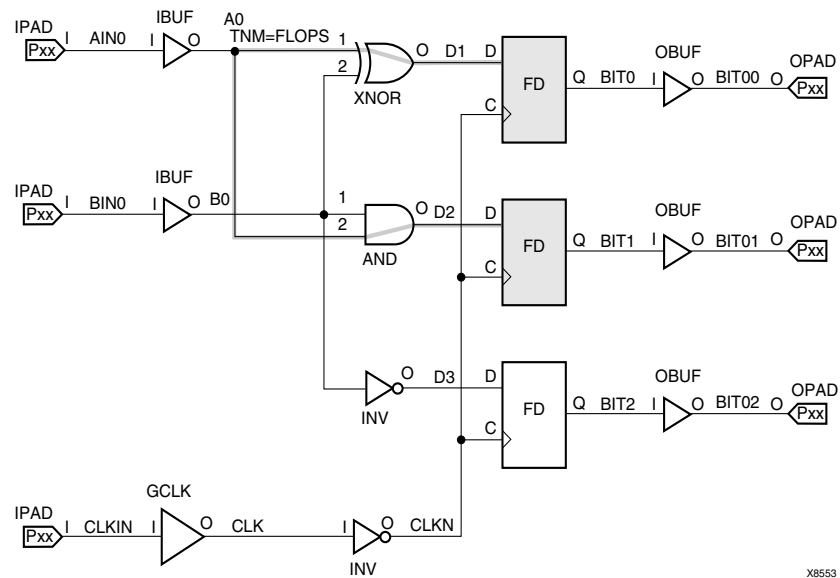 IPAD IBUF A0
Pxx I AIN0 I O TNM=FLOPS 1 O D1 D
2
XNOR
C
FD
Q BIT0 I O BIT00 O
OBUF
OPAD
Pxx
IPAD IBUF
Pxx I BIN0 I O B0 1
2
O D2 D
AND
C
FD
Q BIT1 I O BIT01 O
OBUF
OPAD
Pxx
O D3 D
INV
C
FD
Q BIT2 I O BIT02 O
OBUF
OPAD
Pxx
IPAD GCLK
Pxx I CLKIN I O CLK I O CLKN
INV
X8553